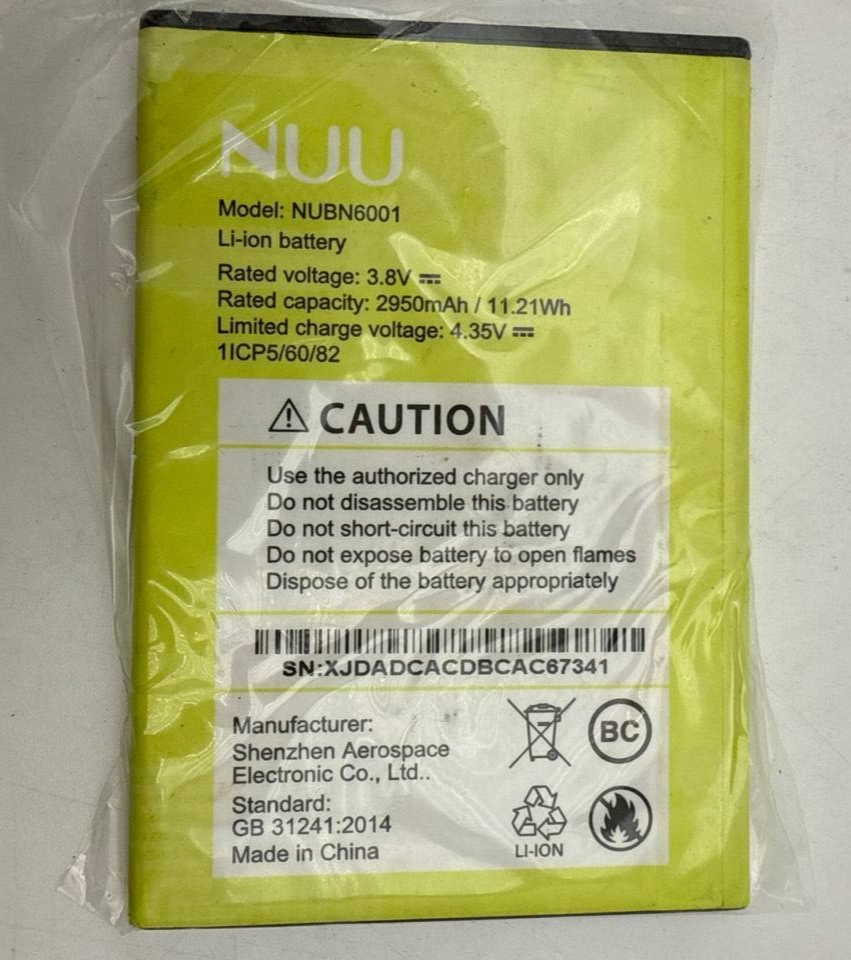 NUU
Model: NUBN6001
Li-ion battery
Rated voltage: 3.8V ⎓
Rated capacity: 2950mAh / 11.21Wh
Limited charge voltage: 4.35V ⎓
1ICP5/60/82
CAUTION
Use the authorized charger only
Do not disassemble this battery
Do not short-circuit this battery
Do not expose battery to open flames
Dispose of the battery appropriately
SN:XJDADCACDBCAC67341
Manufacturer:
Shenzhen Aerospace
Electronic Co., Ltd..
BC
Standard:
GB 31241:2014
Made in China
LI-ION